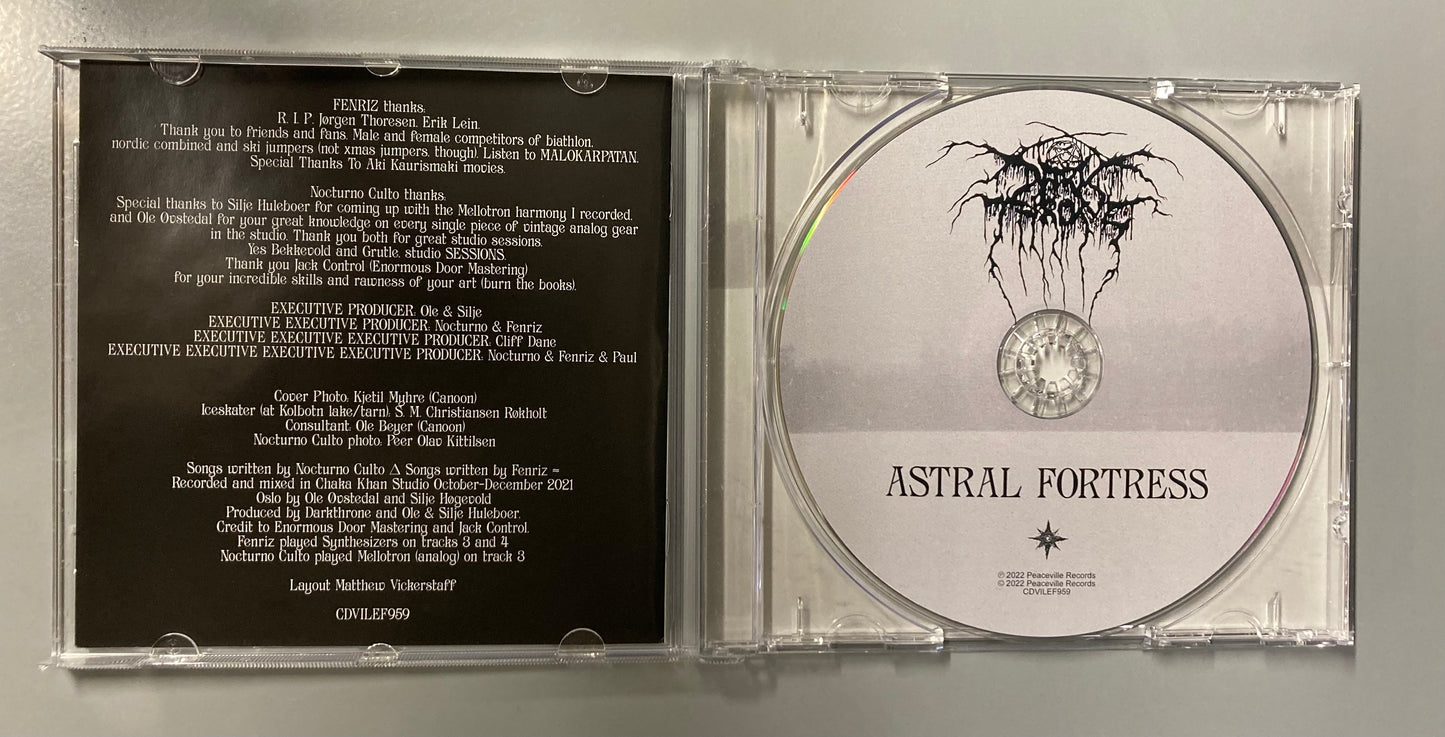 FENRIZ thanks:
R. I. P. Jørgen Thoresen, Erik Lein.
Thank you to friends and fans. Male and female competitors of biathlon,
nordic combined and ski jumpers (not xmas jumpers, though). Listen to MALOKARPATAN.
Special Thanks To Aki Kaurismaki movies.
Nocturno Culto thanks:
Special thanks to Silje Huleboer for coming up with the Mellotron harmony I recorded,
and Ole Øvstedal for your great knowledge on every single piece of vintage analog gear
in the studio. Thank you both for great studio sessions.
Yes Bekkevold and Grutle, studio SESSIONS.
Thank you Jack Control (Enormous Door Mastering)
for your incredible skills and rawness of your art (burn the books).
EXECUTIVE PRODUCER: Ole & Silje
EXECUTIVE EXECUTIVE PRODUCER: Nocturno & Fenriz
EXECUTIVE EXECUTIVE EXECUTIVE PRODUCER: Cliff Dane
EXECUTIVE EXECUTIVE EXECUTIVE EXECUTIVE PRODUCER: Nocturno & Fenriz & Paul
Cover Photo: Kjetil Myhre (Canoon)
Iceskater (at Kolbotn lake/tarn): S. M. Christiansen Røkholt
Consultant: Ole Beyer (Canoon)
Nocturno Culto photo: Peer Olav Kittilsen
Songs written by Nocturno Culto Δ Songs written by Fenriz ≈
Recorded and mixed in Chaka Khan Studio October-December 2021
Oslo by Ole Øvstedal and Silje Høgevold
Produced by Darkthrone and Ole & Silje Huleboer.
Credit to Enormous Door Mastering and Jack Control.
Fenriz played Synthesizers on tracks 3 and 4
Nocturno Culto played Mellotron (analog) on track 3
Layout Matthew Vickerstaff
CDVILEF959
DARK
THRONE
ASTRAL FORTRESS
℗ 2022 Peaceville Records
© 2022 Peaceville Records
CDVILEF959